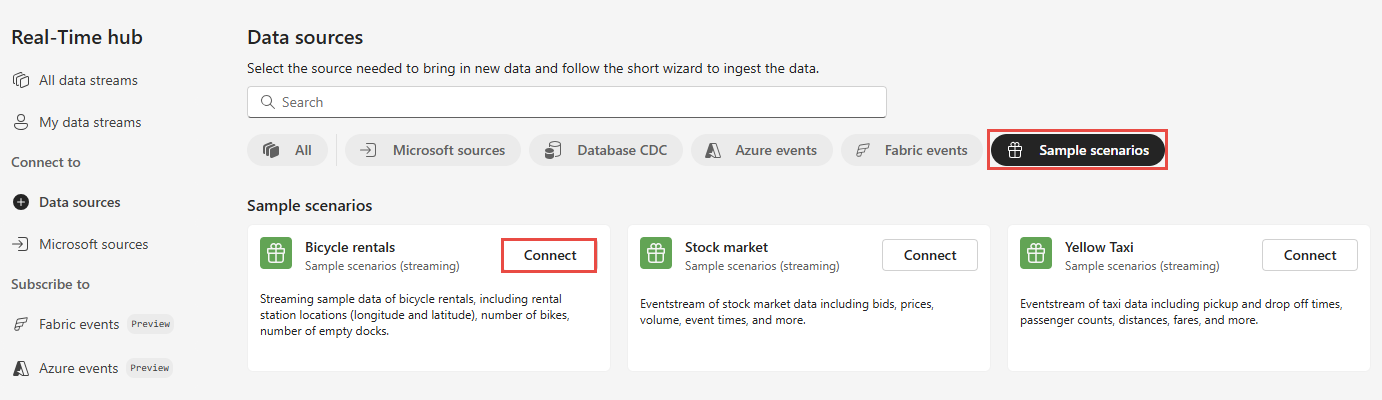 Real-Time hub
All data streams
My data streams
Connect to
Data sources
Microsoft sources
Subscribe to
Fabric events Preview
Azure events Preview
Data sources
Select the source needed to bring in new data and follow the short wizard to ingest the data.
Search
All Microsoft sources Database CDC Azure events Fabric events Sample scenarios
Sample scenarios
Bicycle rentals
Sample scenarios (streaming)
Connect
Streaming sample data of bicycle rentals, including rental
station locations (longitude and latitude), number of bikes,
number of empty docks.
Stock market
Sample scenarios (streaming)
Connect
Eventstream of stock market data including bids, prices,
volume, event times, and more.
Yellow Taxi
Sample scenarios (streaming)
Connect
Eventstream of taxi data including pickup and drop off times,
passenger counts, distances, fares, and more.